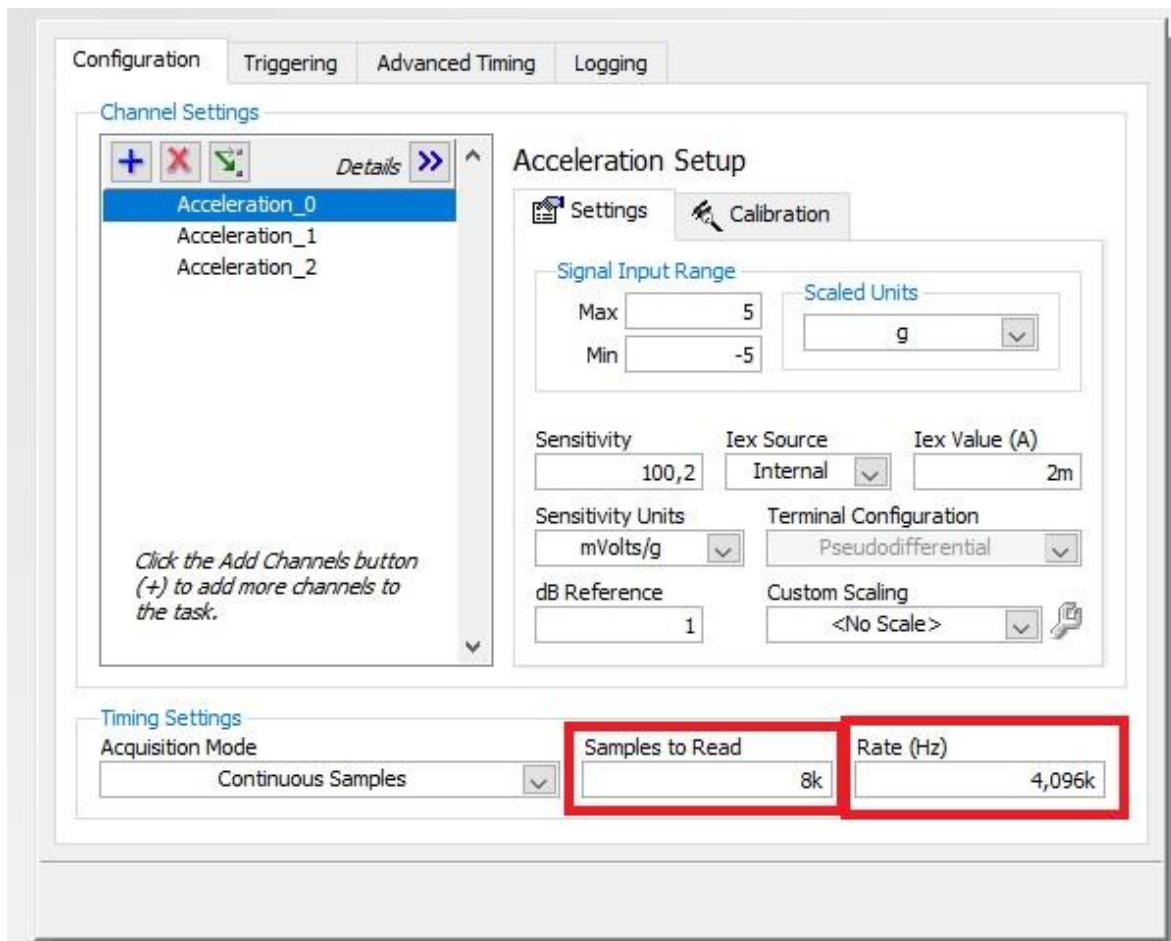 Configuration Triggering Advanced Timing Logging
Channel Settings
Details
Acceleration_0
Acceleration_1
Acceleration_2
Click the Add Channels button
(+) to add more channels to
the task.
Acceleration Setup
Settings Calibration
Signal Input Range
Max 5
Min -5
Scaled Units
g
Sensitivity Iex Source Iex Value (A)
100,2 Internal 2m
Sensitivity Units Terminal Configuration
mVolts/g Pseudodifferential
dB Reference Custom Scaling
1 <No Scale>
Timing Settings
Acquisition Mode Samples to Read Rate (Hz)
Continuous Samples 8k 4,096k